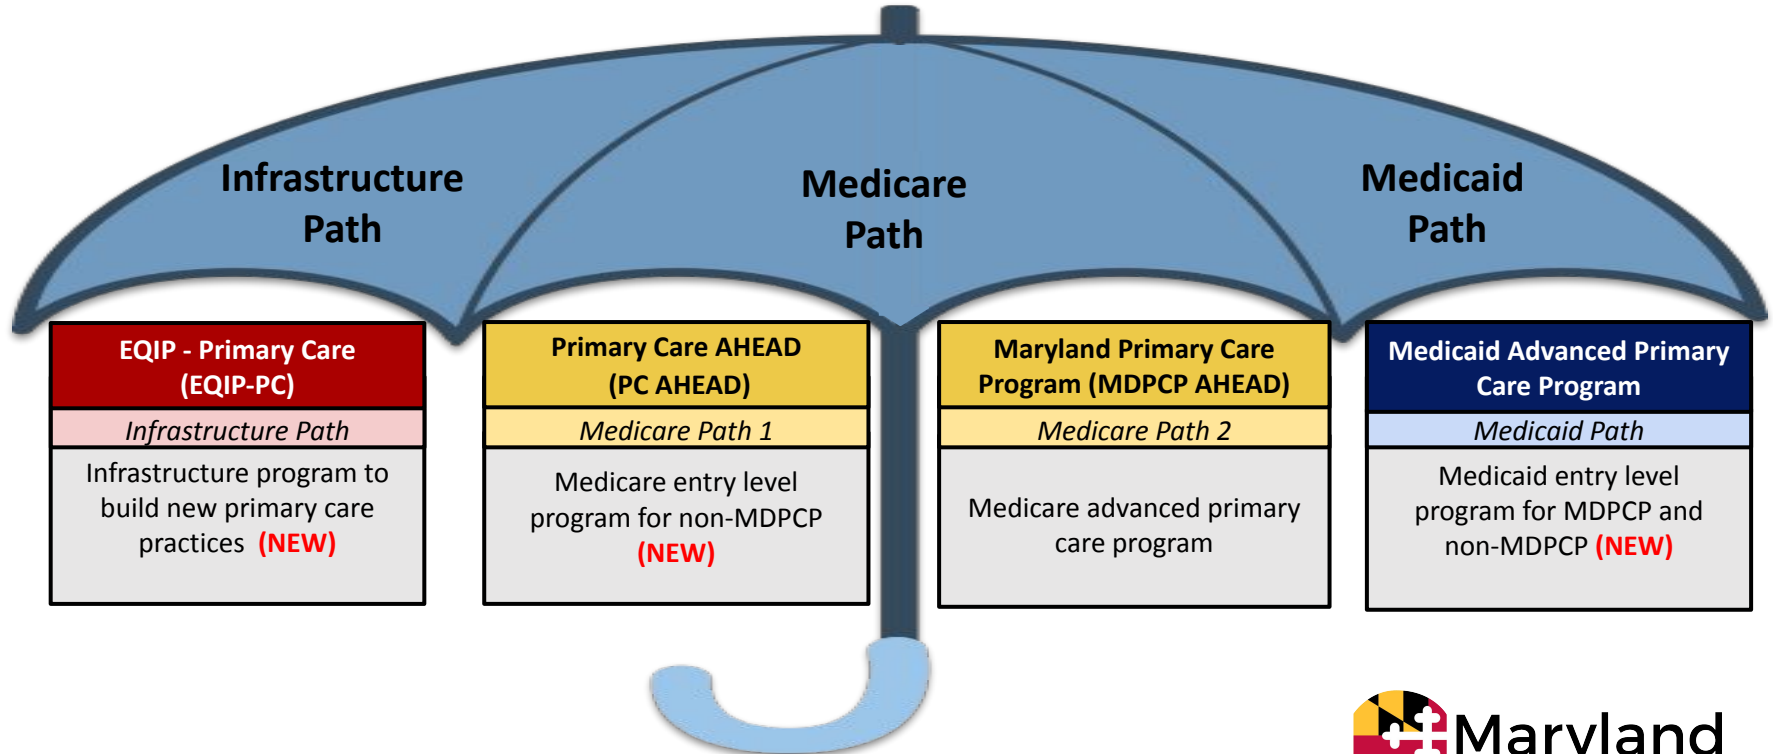 Infrastructure
Path
Medicare
Path
Medicaid
Path
EQIP - Primary Care
(EQIP-PC)
Infrastructure Path
Infrastructure program to
build new primary care
practices (NEW)
Primary Care AHEAD
(PC AHEAD)
Medicare Path 1
Medicare entry level
program for non-MDPCP
(NEW)
Maryland Primary Care
Program (MDPCP AHEAD)
Medicare Path 2
Medicare advanced primary
care program
Medicaid Advanced Primary
Care Program
Medicaid Path
Medicaid entry level
program for MDPCP and
non-MDPCP (NEW)
Maryland